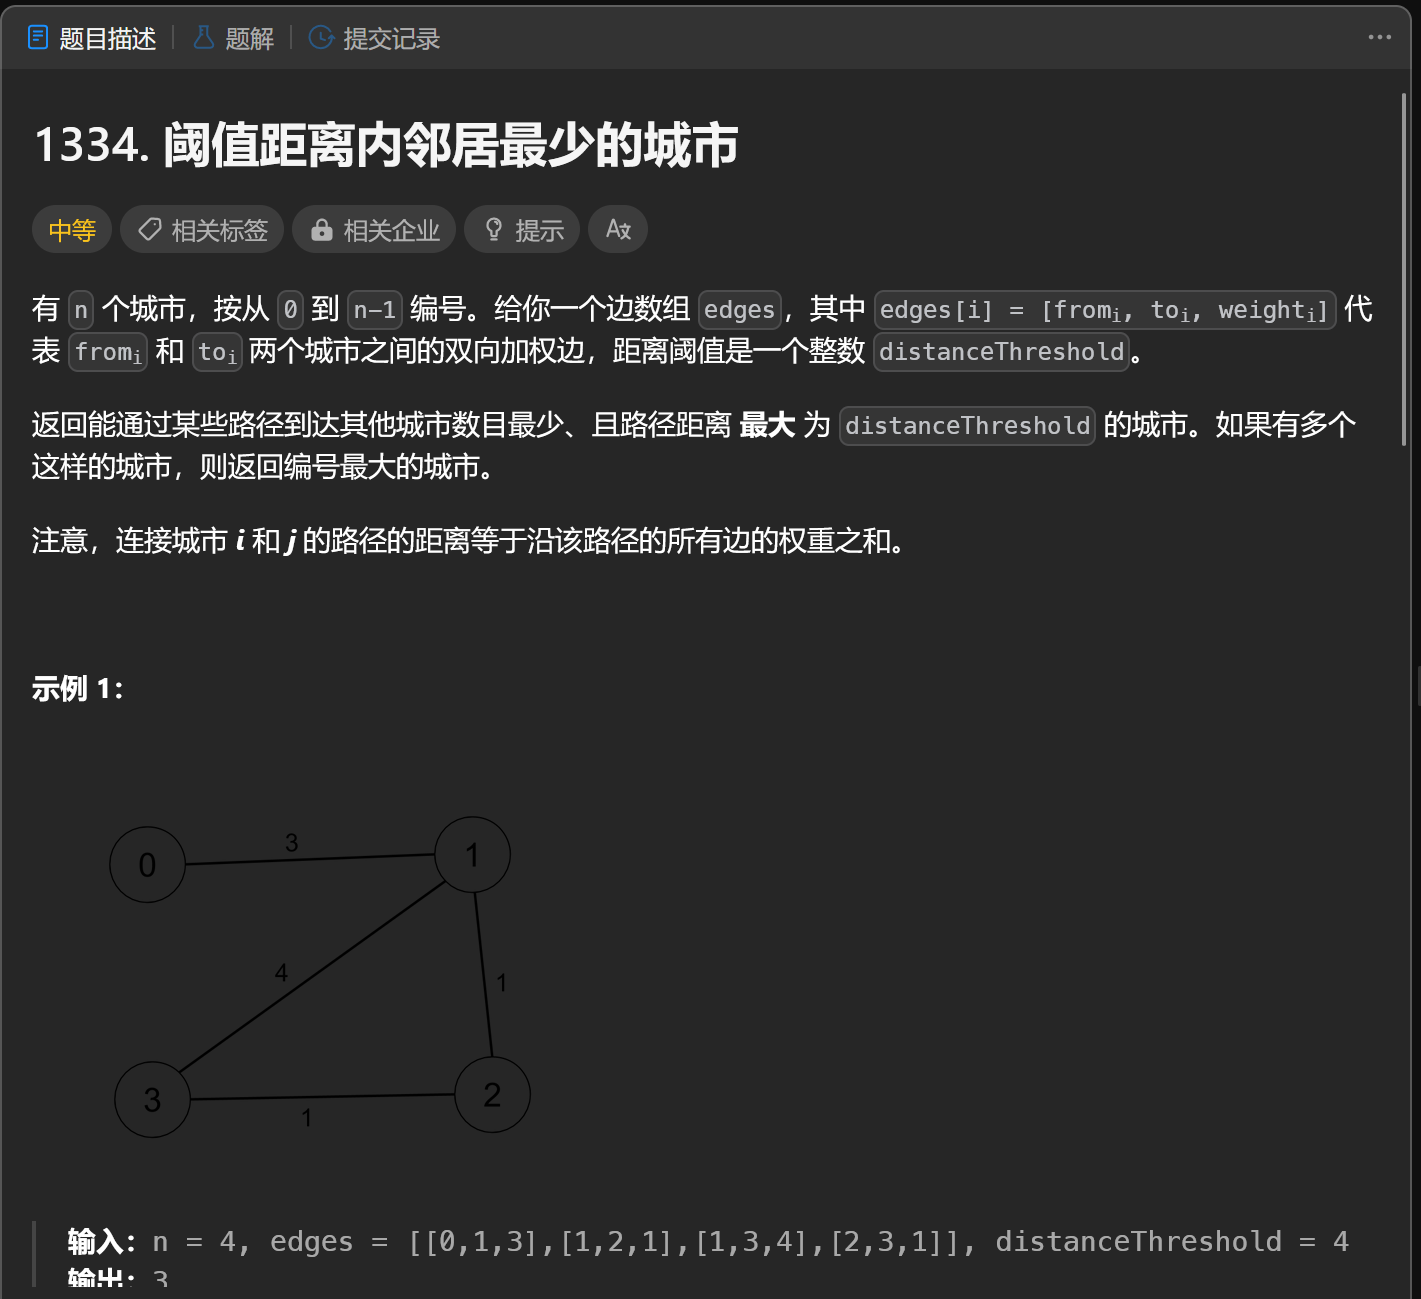 题目描述 | 题解 | 提交记录
1334. 阈值距离内邻居最少的城市
中等 相关标签 相关企业 提示
有 n 个城市，按从 0 到 n-1 编号。给你一个边数组 edges，其中 edges[i] = [fromi, toi, weighti] 代
表 fromi 和 toi 两个城市之间的双向加权边，距离阈值是一个整数 distanceThreshold。
返回能通过某些路径到达其他城市数目最少、且路径距离 最大 为 distanceThreshold 的城市。如果有多个
这样的城市，则返回编号最大的城市。
注意，连接城市 i 和 j 的路径的距离等于沿该路径的所有边的权重之和。
示例 1：
0
3
1
4
1
3
1
2
输入：n = 4, edges = [[0,1,3],[1,2,1],[1,3,4],[2,3,1]], distanceThreshold = 4
输出：3